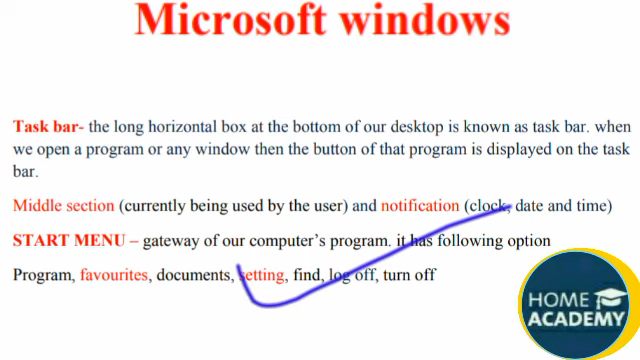 Microsoft windows
Task bar- the long horizontal box at the bottom of our desktop is known as task bar. when
we open a program or any window then the button of that program is displayed on the task
bar.
Middle section (currently being used by the user) and notification (clock, date and time)
START MENU – gateway of our computer's program. it has following option
Program, favourites, documents, setting, find, log off, turn off
HOME
ACADEMY